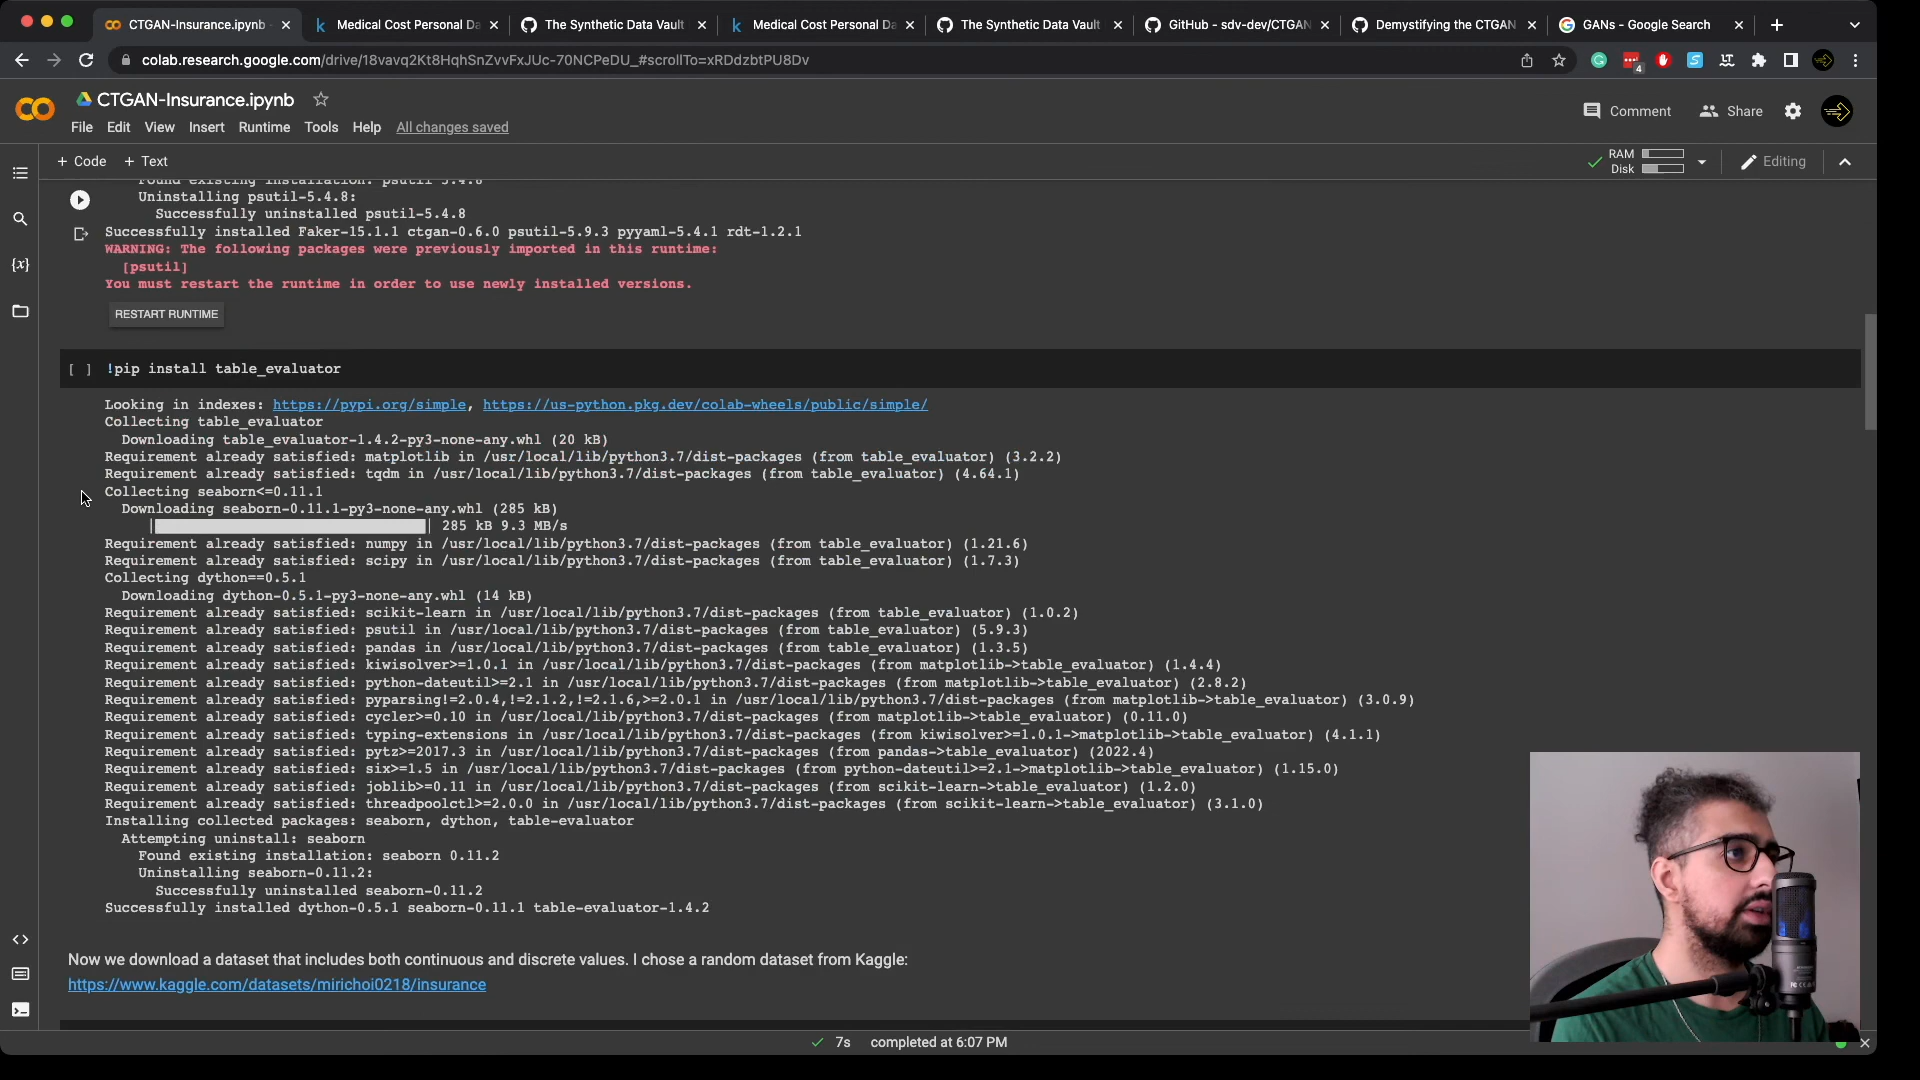 CTGAN-Insurance.ipynb
Medical Cost Personal Da
The Synthetic Data Vault
Medical Cost Personal Da
The Synthetic Data Vault
GitHub - sdv-dev/CTGAN
Demystifying the CTGAN
GANs - Google Search
colab.research.google.com/drive/18vavq2Kt8HqhSnZvvFxJUc-70NCPeDU_#scrollTo=xRDdzbtPU8Dv
4
CTGAN-Insurance.ipynb
Comment
Share
File Edit View Insert Runtime Tools Help All changes saved
+ Code + Text
RAM
Disk
Editing
Found existing installation: psutil 5.4.8
Uninstalling psutil-5.4.8:
Successfully uninstalled psutil-5.4.8
Successfully installed Faker-15.1.1 ctgan-0.6.0 psutil-5.9.3 pyyaml-5.4.1 rdt-1.2.1
WARNING: The following packages were previously imported in this runtime:
[psutil]
You must restart the runtime in order to use newly installed versions.
RESTART RUNTIME
[ ] !pip install table_evaluator
Looking in indexes: https://pypi.org/simple, https://us-python.pkg.dev/colab-wheels/public/simple/
Collecting table_evaluator
Downloading table_evaluator-1.4.2-py3-none-any.whl (20 kB)
Requirement already satisfied: matplotlib in /usr/local/lib/python3.7/dist-packages (from table_evaluator) (3.2.2)
Requirement already satisfied: tqdm in /usr/local/lib/python3.7/dist-packages (from table_evaluator) (4.64.1)
Collecting seaborn<=0.11.1
Downloading seaborn-0.11.1-py3-none-any.whl (285 kB)
285 kB 9.3 MB/s
Requirement already satisfied: numpy in /usr/local/lib/python3.7/dist-packages (from table_evaluator) (1.21.6)
Requirement already satisfied: scipy in /usr/local/lib/python3.7/dist-packages (from table_evaluator) (1.7.3)
Collecting dython==0.5.1
Downloading dython-0.5.1-py3-none-any.whl (14 kB)
Requirement already satisfied: scikit-learn in /usr/local/lib/python3.7/dist-packages (from table_evaluator) (1.0.2)
Requirement already satisfied: psutil in /usr/local/lib/python3.7/dist-packages (from table_evaluator) (5.9.3)
Requirement already satisfied: pandas in /usr/local/lib/python3.7/dist-packages (from table_evaluator) (1.3.5)
Requirement already satisfied: kiwisolver>=1.0.1 in /usr/local/lib/python3.7/dist-packages (from matplotlib->table_evaluator) (1.4.4)
Requirement already satisfied: python-dateutil>=2.1 in /usr/local/lib/python3.7/dist-packages (from matplotlib->table_evaluator) (2.8.2)
Requirement already satisfied: pyparsing!=2.0.4,!=2.1.2,!=2.1.6,>=2.0.1 in /usr/local/lib/python3.7/dist-packages (from matplotlib->table_evaluator) (3.0.9)
Requirement already satisfied: cycler>=0.10 in /usr/local/lib/python3.7/dist-packages (from matplotlib->table_evaluator) (0.11.0)
Requirement already satisfied: typing-extensions in /usr/local/lib/python3.7/dist-packages (from kiwisolver>=1.0.1->matplotlib->table_evaluator) (4.1.1)
Requirement already satisfied: pytz>=2017.3 in /usr/local/lib/python3.7/dist-packages (from pandas->table_evaluator) (2022.4)
Requirement already satisfied: six>=1.5 in /usr/local/lib/python3.7/dist-packages (from python-dateutil>=2.1->matplotlib->table_evaluator) (1.15.0)
Requirement already satisfied: joblib>=0.11 in /usr/local/lib/python3.7/dist-packages (from scikit-learn->table_evaluator) (1.2.0)
Requirement already satisfied: threadpoolctl>=2.0.0 in /usr/local/lib/python3.7/dist-packages (from scikit-learn->table_evaluator) (3.1.0)
Installing collected packages: seaborn, dython, table-evaluator
Attempting uninstall: seaborn
Found existing installation: seaborn 0.11.2
Uninstalling seaborn-0.11.2:
Successfully uninstalled seaborn-0.11.2
Successfully installed dython-0.5.1 seaborn-0.11.1 table-evaluator-1.4.2
Now we download a dataset that includes both continuous and discrete values. I chose a random dataset from Kaggle:
https://www.kaggle.com/datasets/mirichoi0218/insurance
7s completed at 6:07 PM